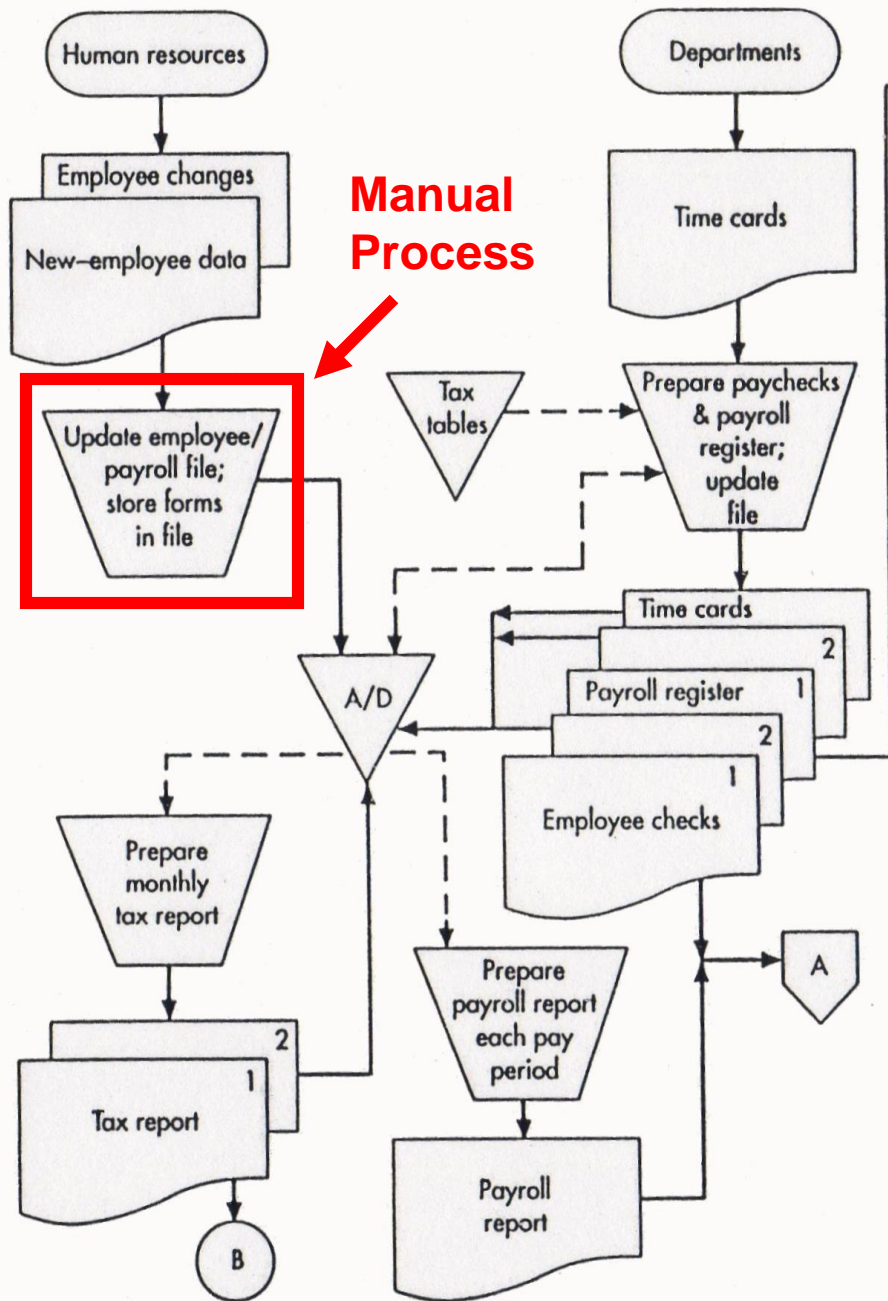 Human resources
Departments
Employee changes
New–employee data
Manual
Process
Time cards
Update employee/
payroll file;
store forms
in file
Tax
tables
Prepare paychecks
& payroll
register;
update
file
Time cards
2
Payroll register
1
2
1
Employee checks
A/D
Prepare
monthly
tax report
Prepare
payroll report
each pay
period
A
2
1
Tax report
Payroll
report
B